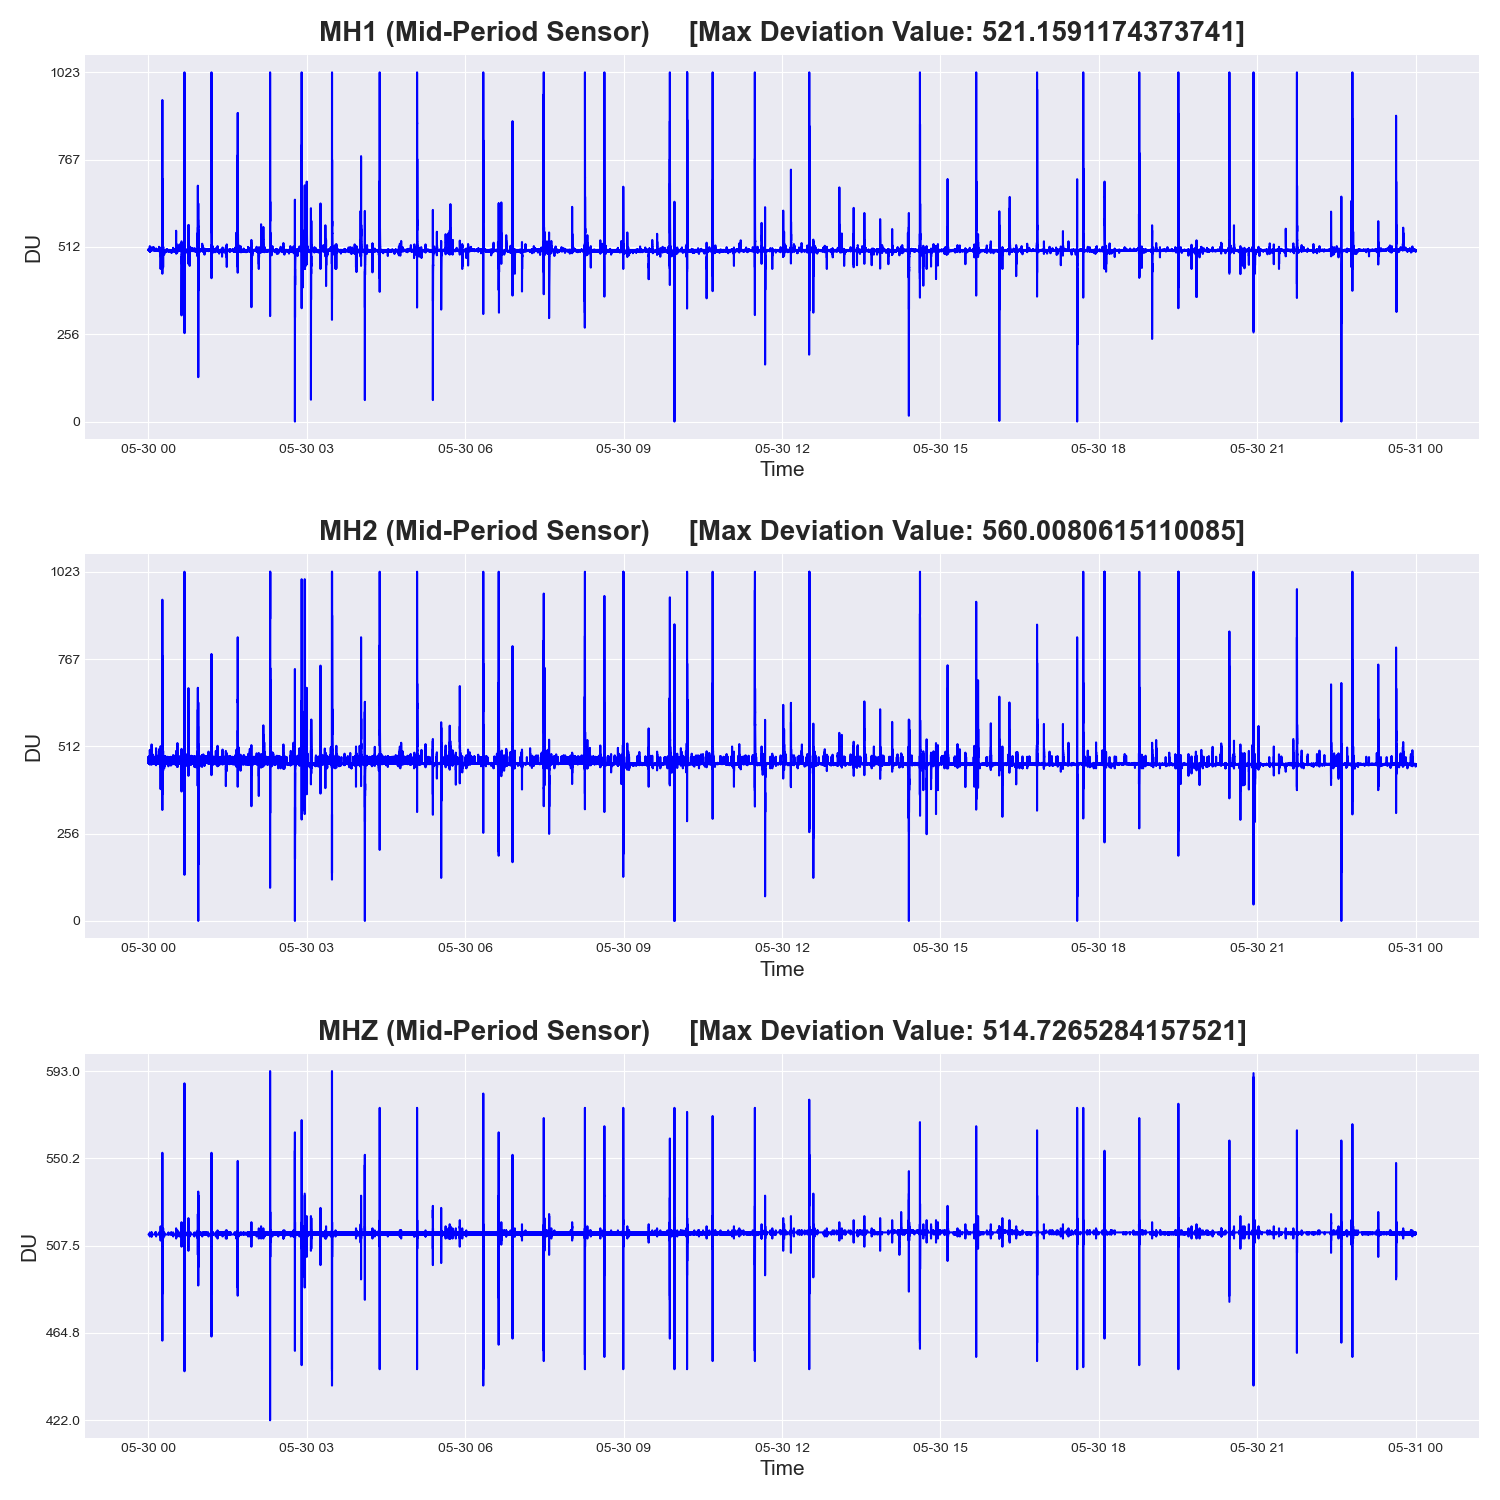 MH1 (Mid-Period Sensor) [Max Deviation Value: 521.1591174373741]
1023
767
512
256
0
DU
05-30 00 05-30 03 05-30 06 05-30 09 05-30 12 05-30 15 05-30 18 05-30 21 05-31 00
Time
MH2 (Mid-Period Sensor) [Max Deviation Value: 560.0080615110085]
1023
767
512
256
0
DU
05-30 00 05-30 03 05-30 06 05-30 09 05-30 12 05-30 15 05-30 18 05-30 21 05-31 00
Time
MHZ (Mid-Period Sensor) [Max Deviation Value: 514.7265284157521]
593.0
550.2
507.5
464.8
422.0
DU
05-30 00 05-30 03 05-30 06 05-30 09 05-30 12 05-30 15 05-30 18 05-30 21 05-31 00
Time